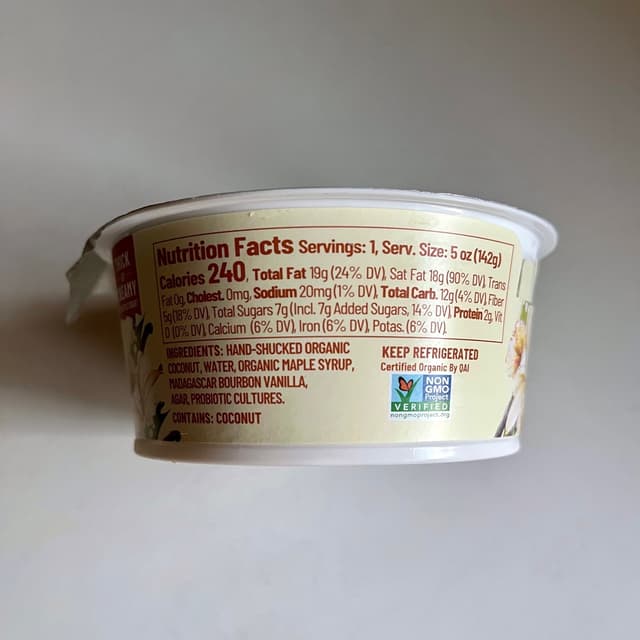 Nutrition Facts Servings: 1, Serv. Size: 5 oz (142g)
Calories 240, Total Fat 19g (24% DV), Sat Fat 18g (90% DV), Trans
Fat 0g, Cholest. 0mg, Sodium 20mg (1% DV), Total Carb. 12g (4% DV), Fiber
5g (18% DV), Total Sugars 7g (Incl. 7g Added Sugars, 14% DV), Protein 2g, Vit
D (0% DV), Calcium (6% DV), Iron (6% DV), Potas. (6% DV).
INGREDIENTS: HAND-SHUCKED ORGANIC
COCONUT, WATER, ORGANIC MAPLE SYRUP,
MADAGASCAR BOURBON VANILLA,
AGAR, PROBIOTIC CULTURES.
CONTAINS: COCONUT
KEEP REFRIGERATED
Certified Organic By QAI
NON
GMO
Project
VERIFIED
nongmoproject.org